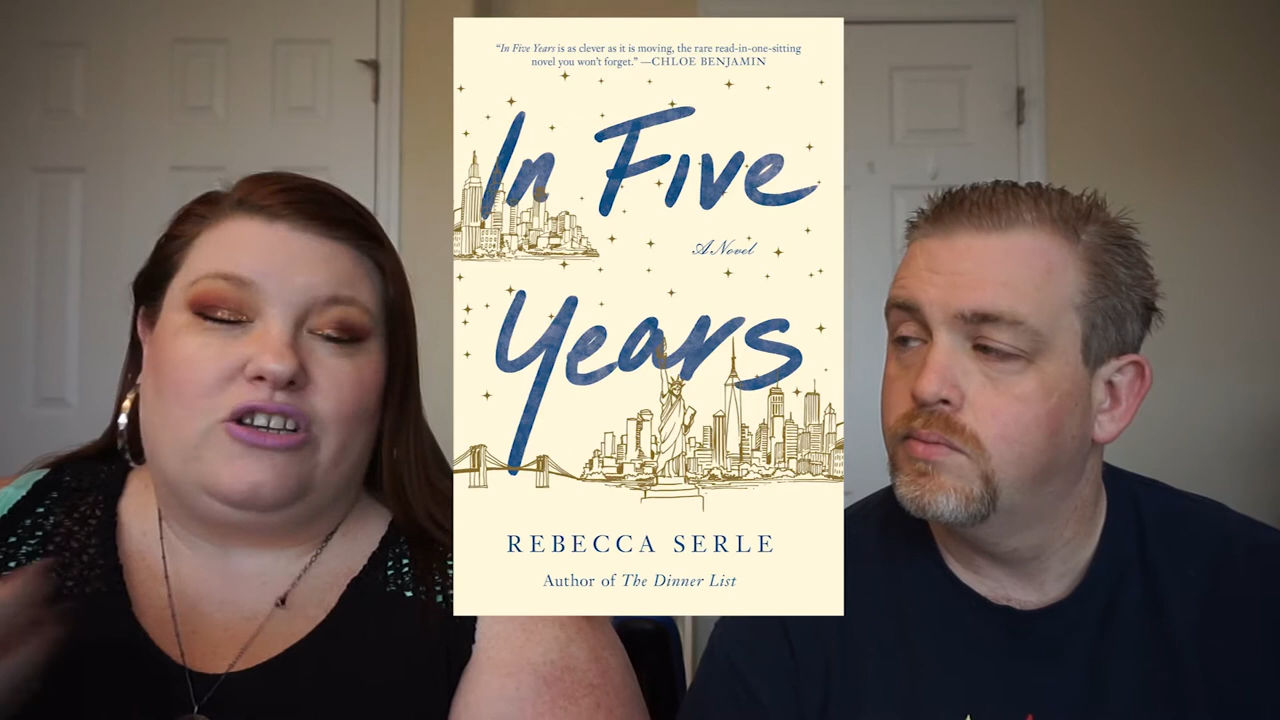 “In Five Years is as clever as it is moving, the rare read-in-one-sitting
novel you won’t forget.” —CHLOE BENJAMIN
In Five
A Novel
Years
REBECCA SERLE
Author of The Dinner List